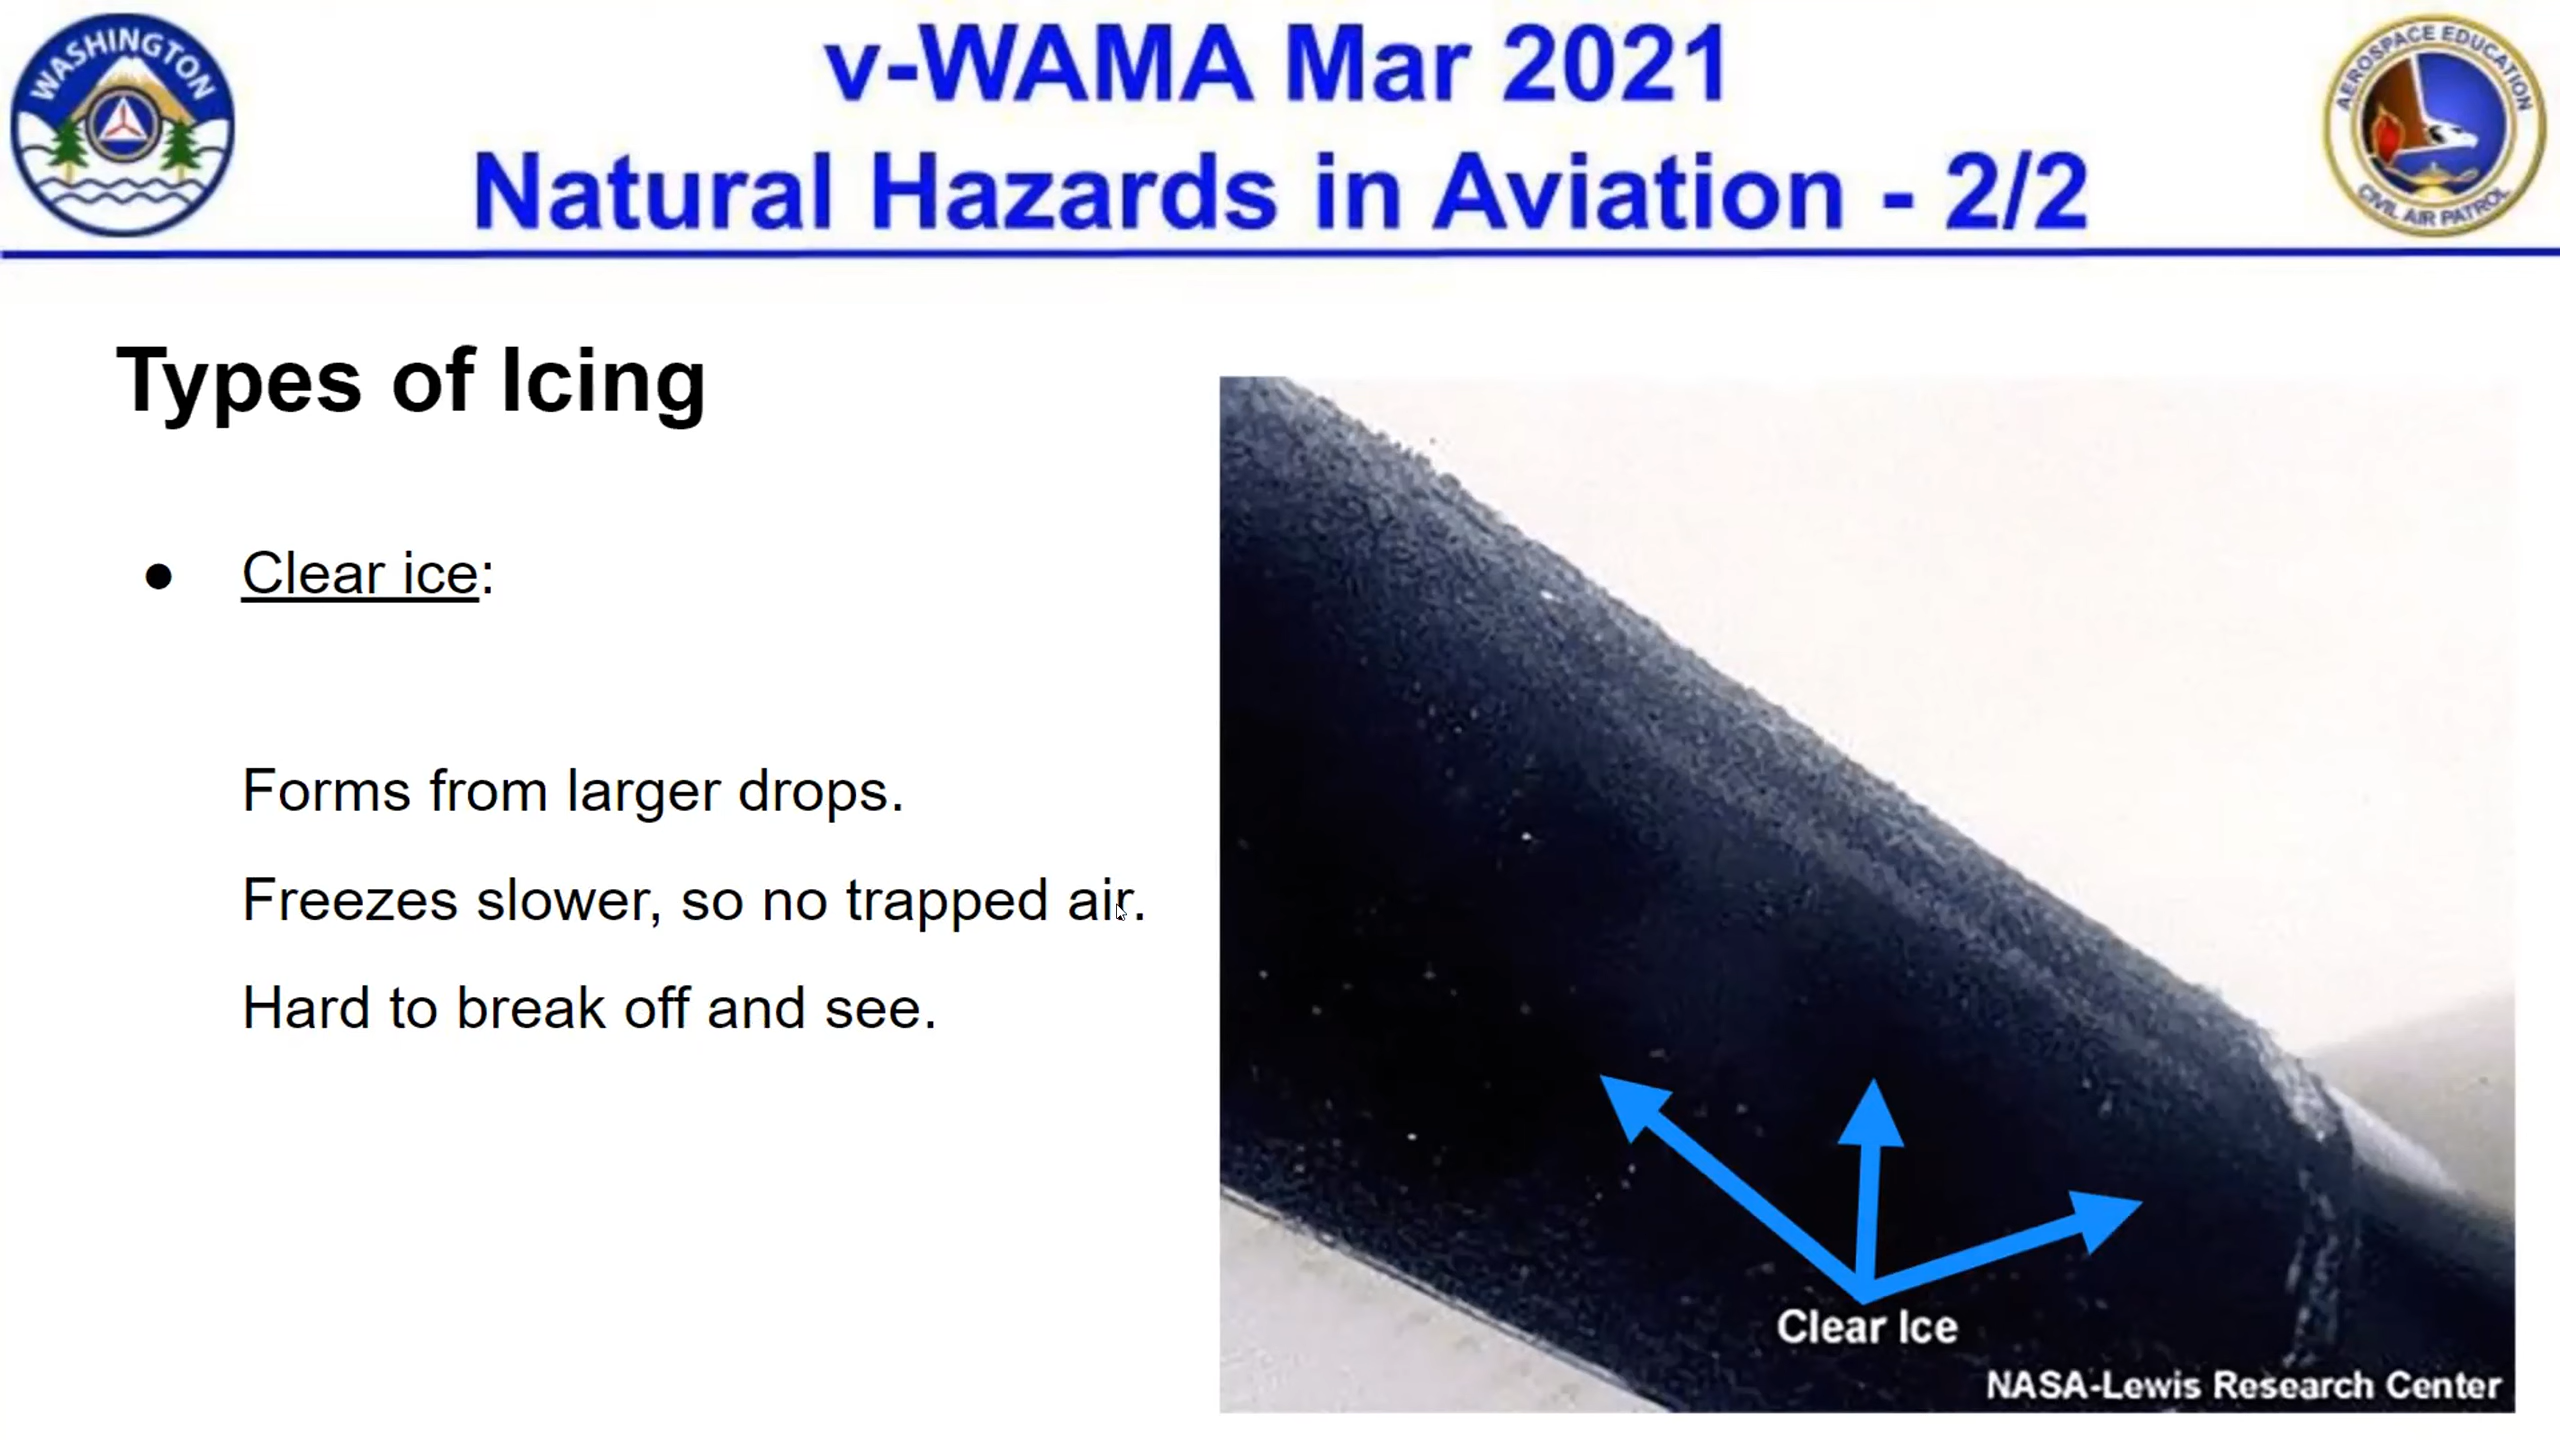 WASHINGTON
v-WAMA Mar 2021
Natural Hazards in Aviation - 2/2
AEROSPACE EDUCATION
CIVIL AIR PATROL
Types of Icing
● Clear ice:
Forms from larger drops.
Freezes slower, so no trapped air.
Hard to break off and see.
Clear Ice
NASA-Lewis Research Center